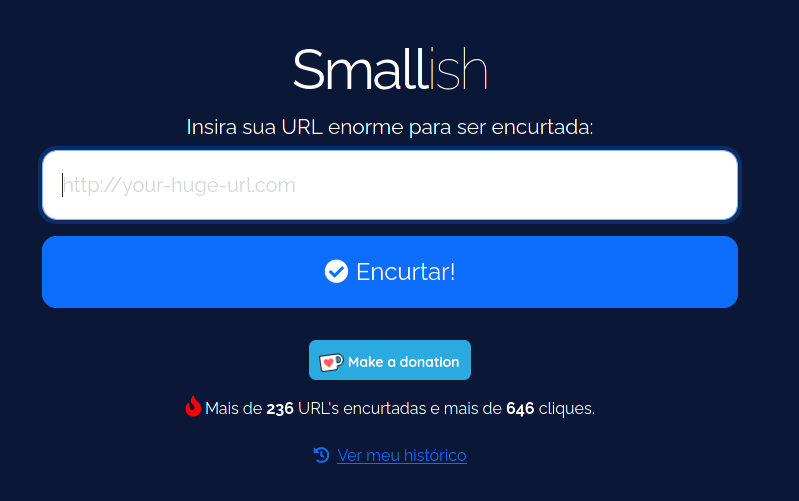 Smallish
Insira sua URL enorme para ser encurtada:
http://your-huge-url.com
Encurtar!
Make a donation
Mais de 236 URL's encurtadas e mais de 646 cliques.
Ver meu histórico